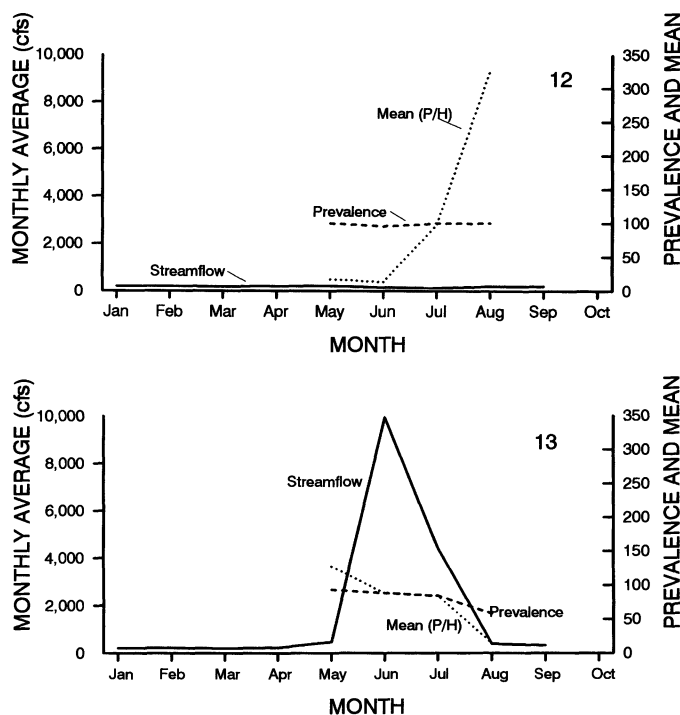 MONTHLY AVERAGE (cfs)
10,000
8,000
6,000
4,000
2,000
0
Mean (P/H)
Prevalence
Streamflow
12
350
300
250
200
150
100
50
0
PREVALENCE AND MEAN
Jan Feb Mar Apr May Jun Jul Aug Sep Oct
MONTH
MONTHLY AVERAGE (cfs)
10,000
8,000
6,000
4,000
2,000
0
Streamflow
Mean (P/H)
Prevalence
13
350
300
250
200
150
100
50
0
PREVALENCE AND MEAN
Jan Feb Mar Apr May Jun Jul Aug Sep Oct
MONTH